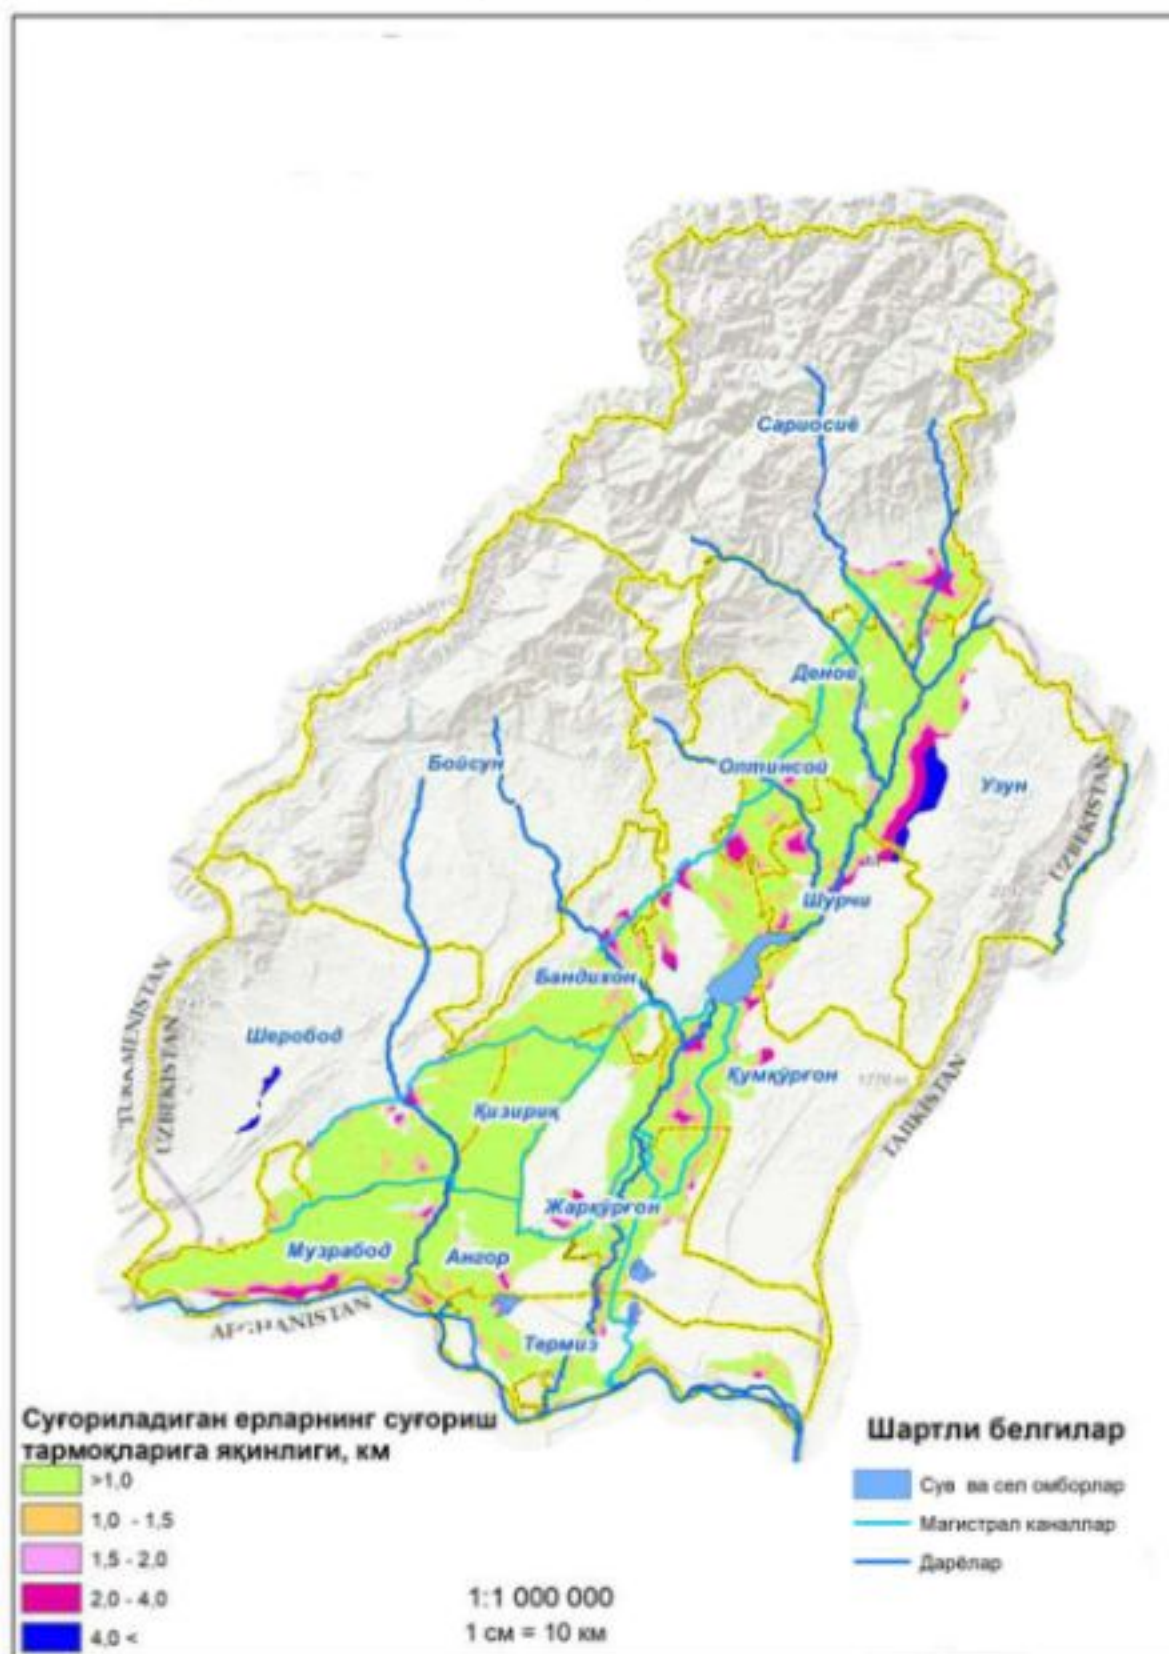 Сариосиё
Денов
Бойсун
Олтинсой
Узун
UZBEKISTAN
Шурчи
Бандихон
TURKMENISTAN
UZBEKISTAN
Шеробод
Қумқўрғон
TAJIKISTAN
Қизириқ
Жарқўрғон
Музрабод
Ангор
AFGHANISTAN
Термиз
Суғориладиган ерларнинг суғориш
тармоқларига яқинлиги, км
>1,0
1,0 - 1,5
1,5 - 2,0
2,0 - 4,0
4,0 <
1:1 000 000
1 см = 10 км
Шартли белгилар
Сув ва сел омборлар
Магистрал каналлар
Дарёлар